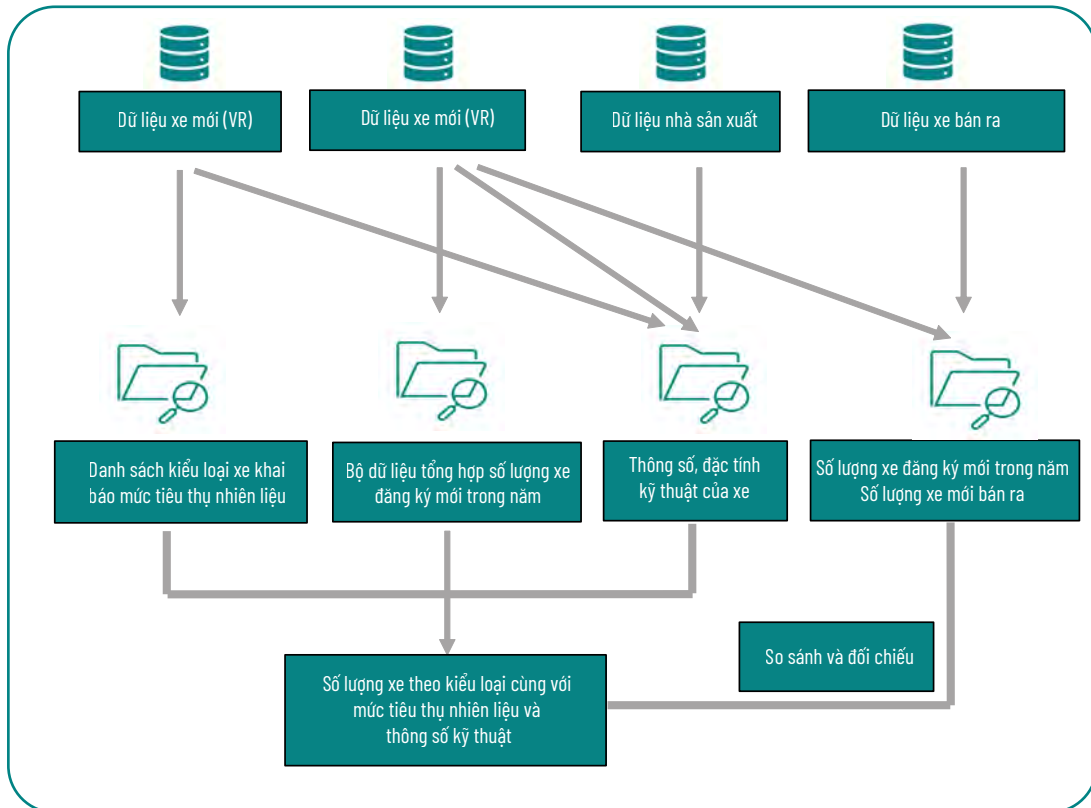 Dữ liệu xe mới (VR)
Dữ liệu xe mới (VR)
Dữ liệu nhà sản xuất
Dữ liệu xe bán ra
Danh sách kiểu loại xe khai
báo mức tiêu thụ nhiên liệu
Bộ dữ liệu tổng hợp số lượng xe
đăng ký mới trong năm
Thông số, đặc tính
kỹ thuật của xe
Số lượng xe đăng ký mới trong năm
Số lượng xe mới bán ra
So sánh và đối chiếu
Số lượng xe theo kiểu loại cùng với
mức tiêu thụ nhiên liệu và
thông số kỹ thuật